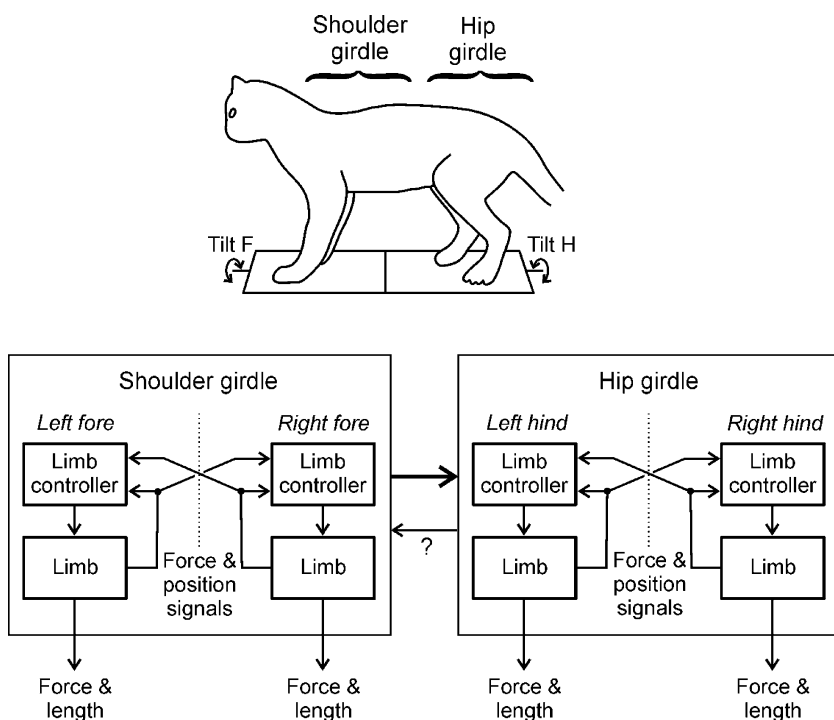 Shoulder
girdle
Hip
girdle
Tilt F
Tilt H
Shoulder girdle
Left fore
Right fore
Limb
controller
Limb
controller
Limb
Force &
position
signals
Limb
Force &
length
Force &
length
?
Hip girdle
Left hind
Right hind
Limb
controller
Limb
controller
Limb
Force &
position
signals
Limb
Force &
length
Force &
length